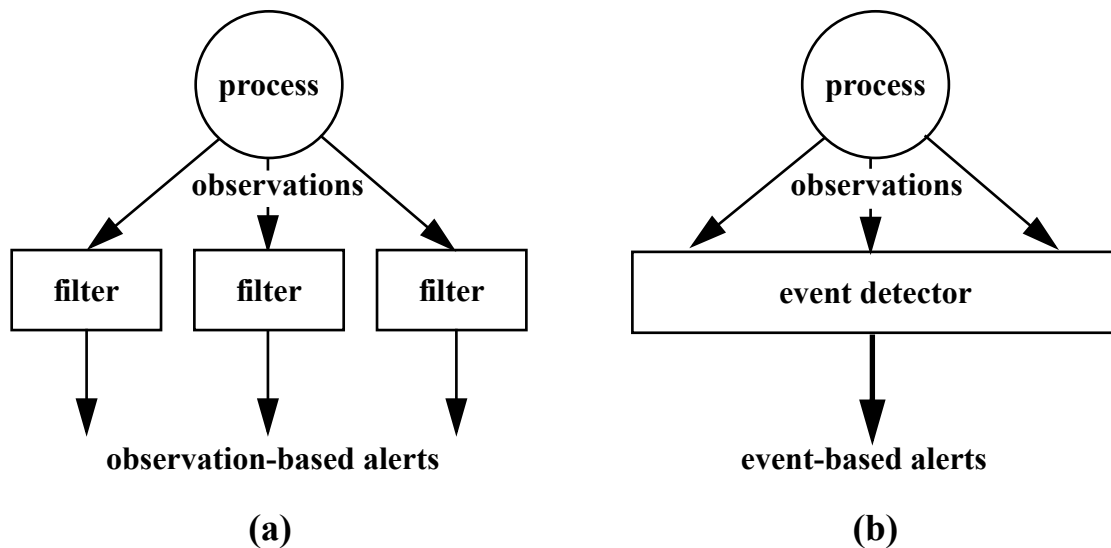 process
observations
filter
filter
filter
observation-based alerts
(a)
process
observations
event detector
event-based alerts
(b)